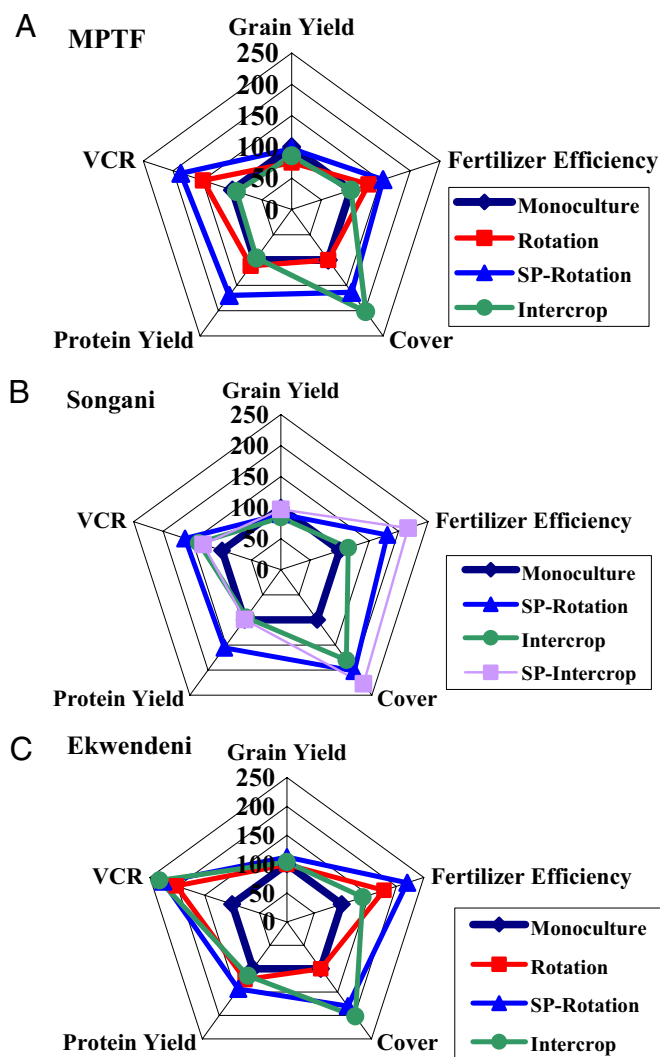 A
MPTF
Grain Yield
250
200
150
100
50
0
VCR
Fertilizer Efficiency
Protein Yield
Cover
Monoculture
Rotation
SP-Rotation
Intercrop
B
Songani
Grain Yield
250
200
150
100
50
0
VCR
Fertilizer Efficiency
Protein Yield
Cover
Monoculture
SP-Rotation
Intercrop
SP-Intercrop
C
Ekwendeni
Grain Yield
250
200
150
100
50
0
VCR
Fertilizer Efficiency
Protein Yield
Cover
Monoculture
Rotation
SP-Rotation
Intercrop